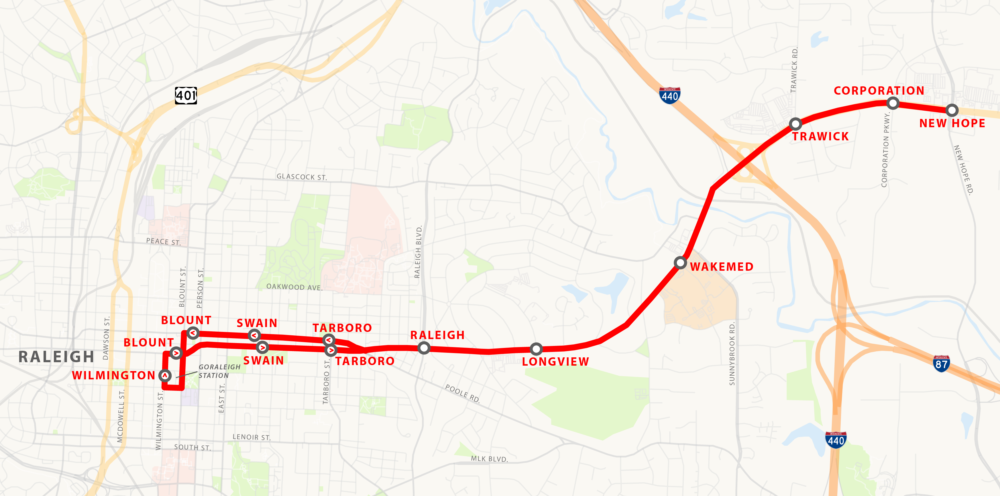 TRAWICK RD.
401
INTERSTATE
440
CORPORATION
NEW HOPE
TRAWICK
CORPORATION PKWY.
NEW HOPE RD.
GLASCOCK ST.
PEACE ST.
RALEIGH BLVD.
BLOUNT ST.
PERSON ST.
OAKWOOD AVE.
WAKEMED
DAWSON ST.
BLOUNT
SWAIN
TARBORO
RALEIGH
BLOUNT
RALEIGH
SWAIN
TARBORO
LONGVIEW
SUNNYBROOK RD.
INTERSTATE
87
GORALEIGH
STATION
WILMINGTON
TARBORO ST.
EAST ST.
POOLE RD.
MCDOWELL ST.
WILMINGTON ST.
LENOIR ST.
SOUTH ST.
MLK BLVD.
INTERSTATE
440